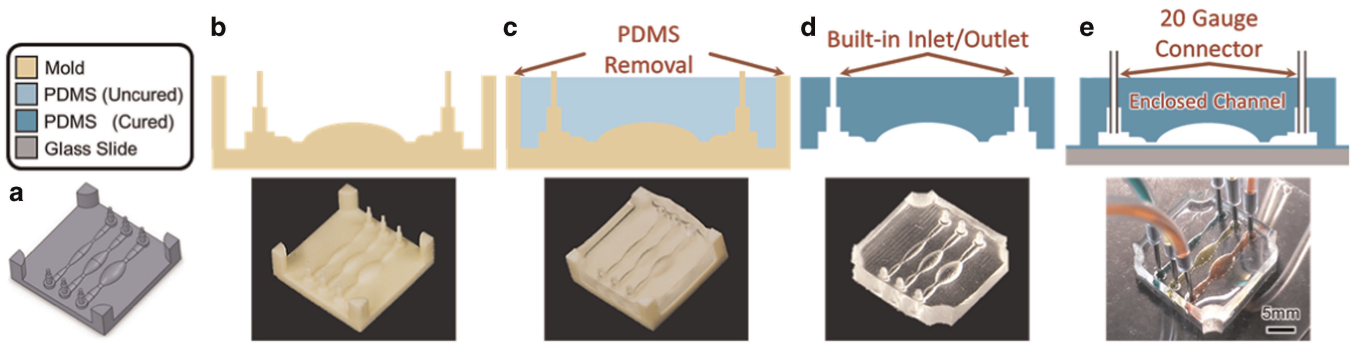 Mold
PDMS (Uncured)
PDMS (Cured)
Glass Slide
a
b
c
PDMS
Removal
d
Built-in Inlet/Outlet
e
20 Gauge
Connector
Enclosed Channel
5mm